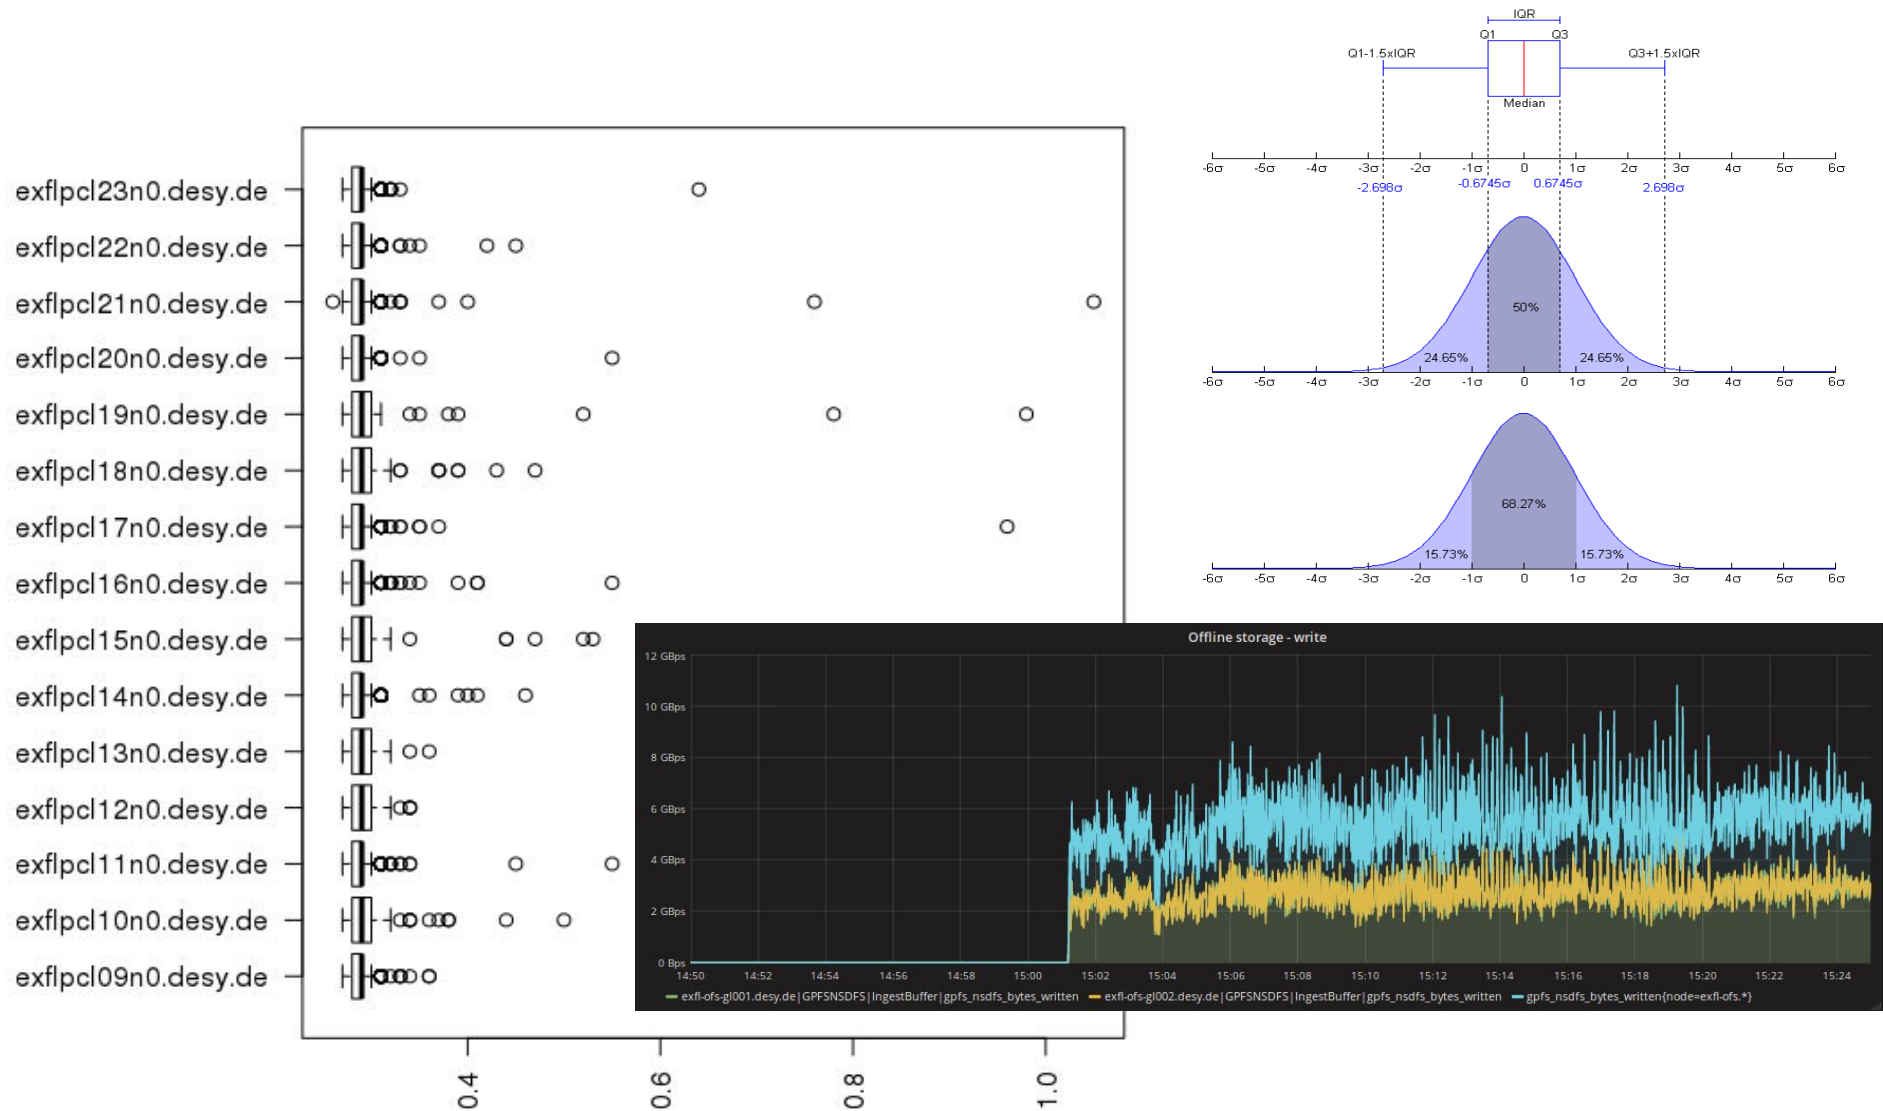 exflpcl23n0.desy.de
exflpcl22n0.desy.de
exflpcl21n0.desy.de
exflpcl20n0.desy.de
exflpcl19n0.desy.de
exflpcl18n0.desy.de
exflpcl17n0.desy.de
exflpcl16n0.desy.de
exflpcl15n0.desy.de
exflpcl14n0.desy.de
exflpcl13n0.desy.de
exflpcl12n0.desy.de
exflpcl11n0.desy.de
exflpcl10n0.desy.de
exflpcl09n0.desy.de
0.4 0.6 0.8 1.0
IQR
Q1 Q3
Q1-1.5xIQR Q3+1.5xIQR
Median
-6σ -5σ -4σ -3σ -2σ -1σ 0 1σ 2σ 3σ 4σ 5σ 6σ
-2.698σ -0.6745σ 0.6745σ 2.698σ
50%
24.65% 24.65%
-6σ -5σ -4σ -3σ -2σ -1σ 0 1σ 2σ 3σ 4σ 5σ 6σ
68.27%
15.73% 15.73%
-6σ -5σ -4σ -3σ -2σ -1σ 0 1σ 2σ 3σ 4σ 5σ 6σ
Offline storage - write
12 GBps
10 GBps
8 GBps
6 GBps
4 GBps
2 GBps
0 Bps
14:50 14:52 14:54 14:56 14:58 15:00 15:02 15:04 15:06 15:08 15:10 15:12 15:14 15:16 15:18 15:20 15:22 15:24
exfl-ofs-gl001.desy.de|GPFSNSDFS|IngestBuffer|gpfs_nsdfs_bytes_written exfl-ofs-gl002.desy.de|GPFSNSDFS|IngestBuffer|gpfs_nsdfs_bytes_written gpfs_nsdfs_bytes_written{node=exfl-ofs.*}